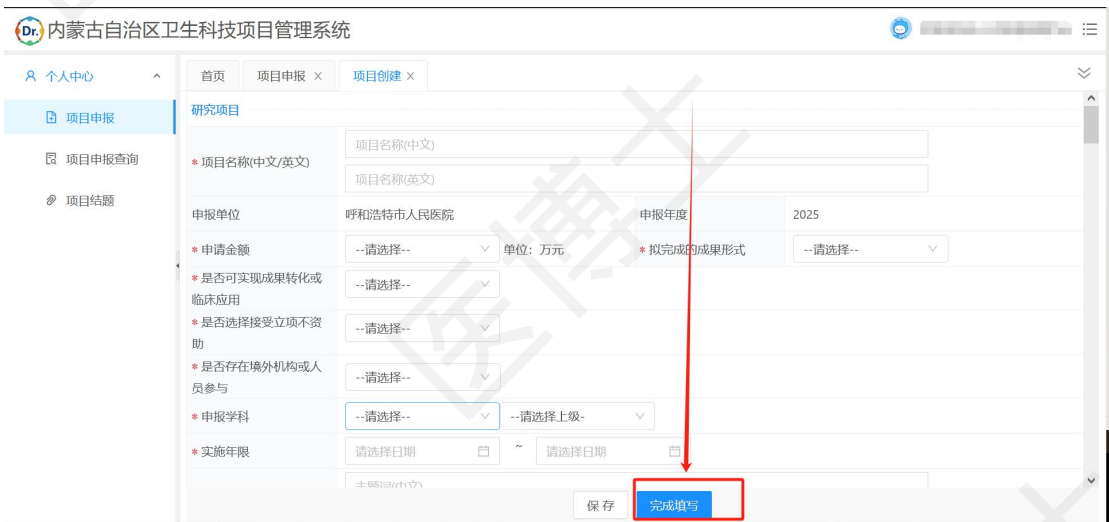 Dr. 内蒙古自治区卫生科技项目管理系统
个人中心
项目申报
项目申报查询
项目结题
首页 项目申报 × 项目创建 ×
研究项目
* 项目名称(中文/英文) 项目名称(中文)
项目名称(英文)
申报单位 呼和浩特市人民医院 申报年度 2025
* 申请金额 --请选择-- 单位：万元 * 拟完成的成果形式 --请选择--
* 是否可实现成果转化或
临床应用
--请选择--
* 是否选择接受立项不资
助
--请选择--
* 是否存在境外机构或人
员参与
--请选择--
* 申报学科 --请选择-- --请选择上级-
* 实施年限 请选择日期 ~ 请选择日期
主题词(中文)
保存 完成填写
医博士